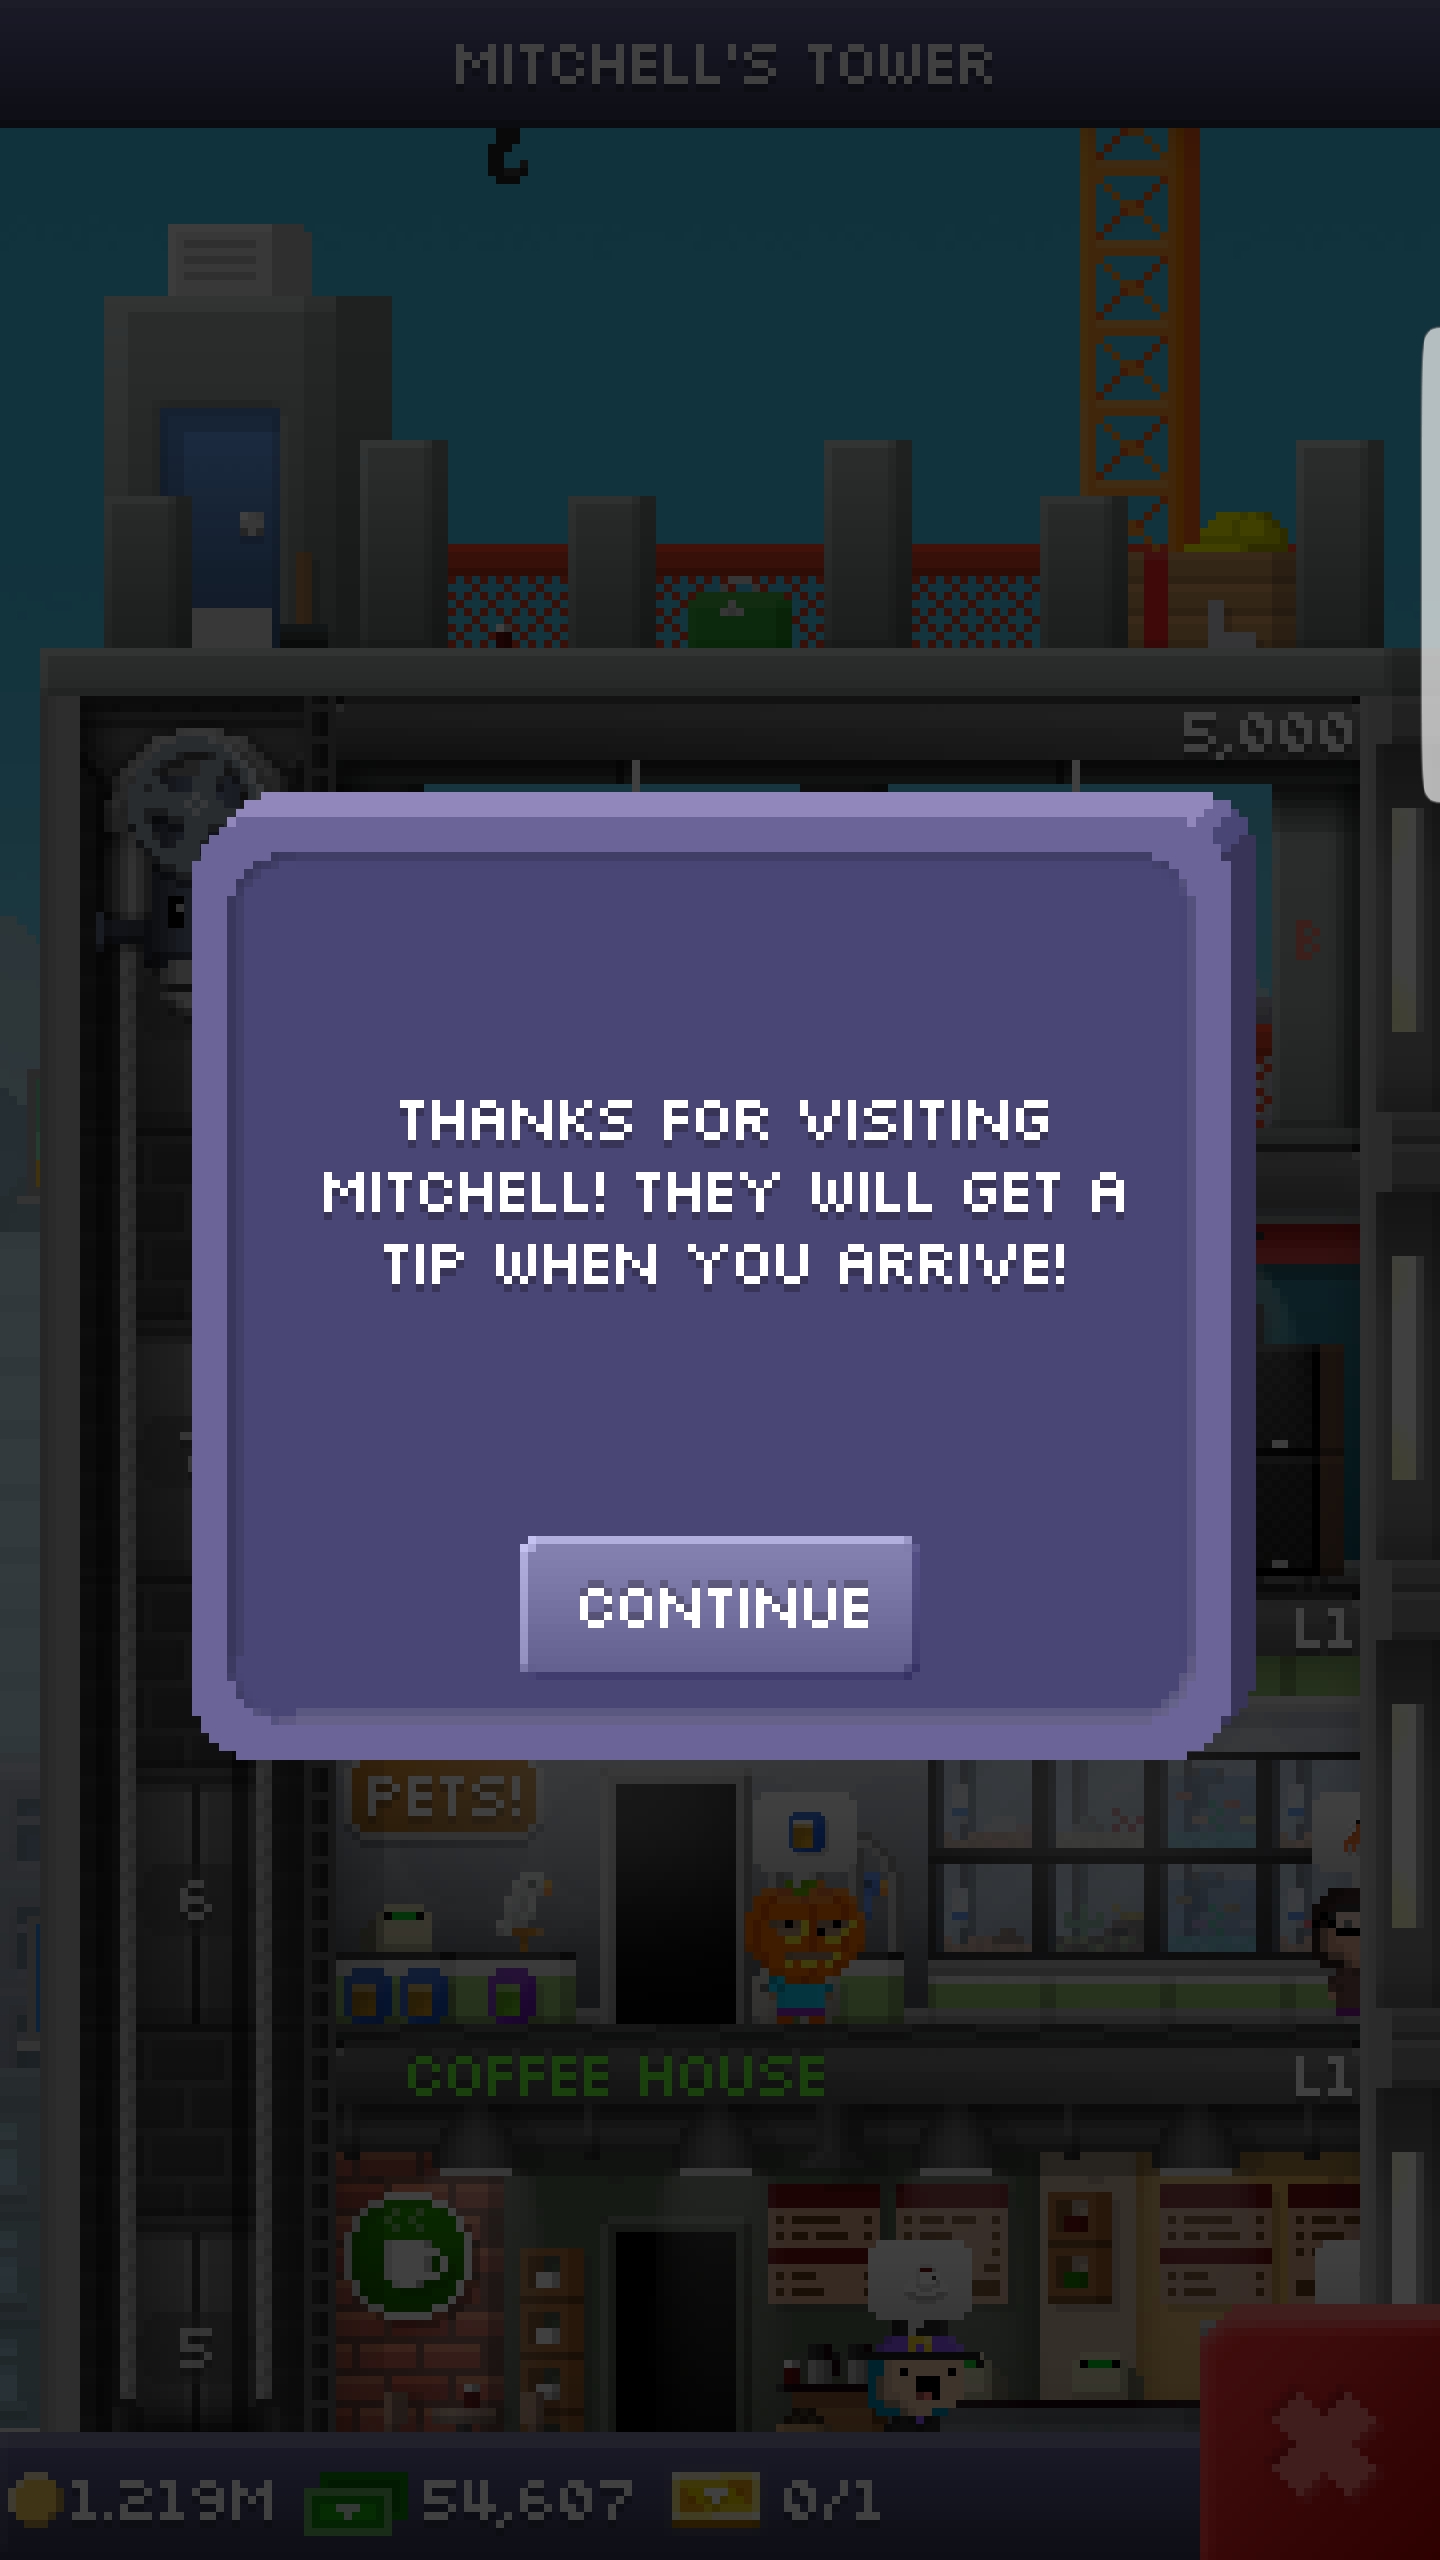 MITCHELL'S TOWER
5,000
B
THANKS FOR VISITING
MITCHELL! THEY WILL GET A
TIP WHEN YOU ARRIVE!
CONTINUE
L1
PETS!
6
COFFEE HOUSE L1
5
1.219M 54,607 0/1